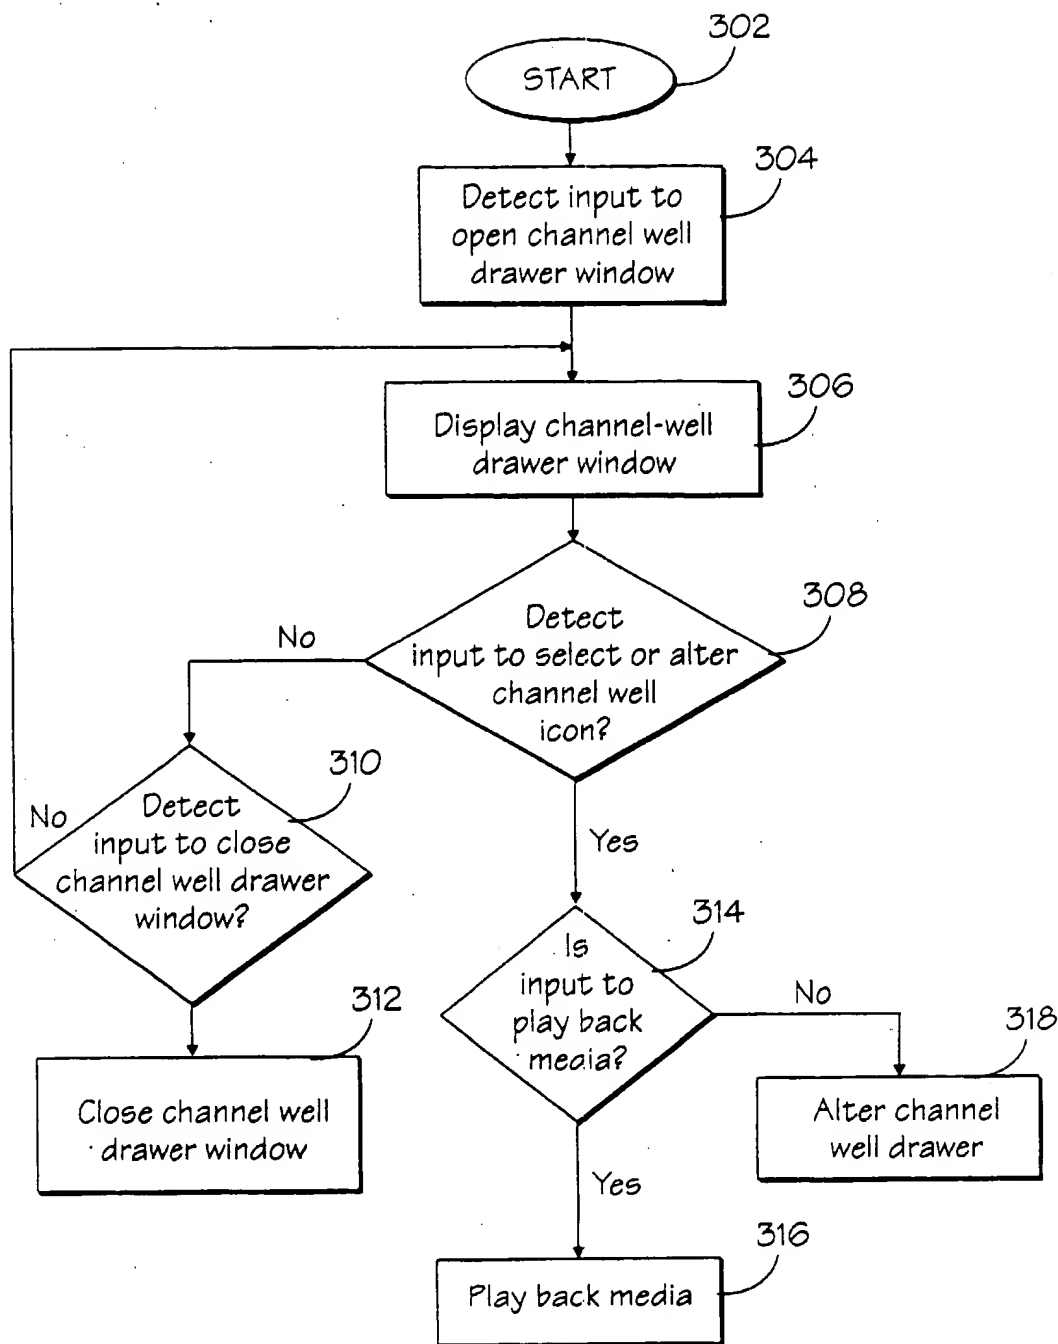 302
START
304
Detect input to
open channel well
drawer window
306
Display channel-well
drawer window
308
Detect
input to select or alter
channel well
icon?
No
310
No
Detect
input to close
channel well drawer
window?
Yes
314
Is
input to
play back
media?
No
312
Close channel well
drawer window
318
Alter channel
well drawer
Yes
316
Play back media